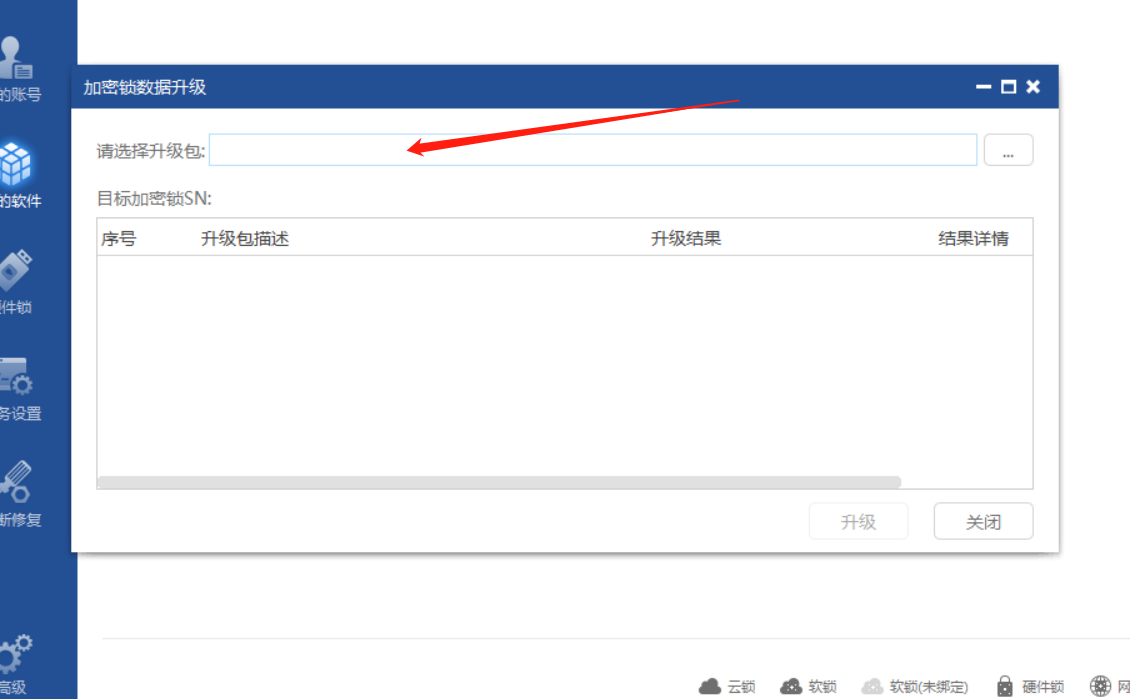 加密锁数据升级
的账号
请选择升级包:
...
的软件
目标加密锁SN:
序号 升级包描述 升级结果 结果详情
件锁
务设置
升级 关闭
断修复
高级
云锁 软锁 软锁(未绑定) 硬件锁 网